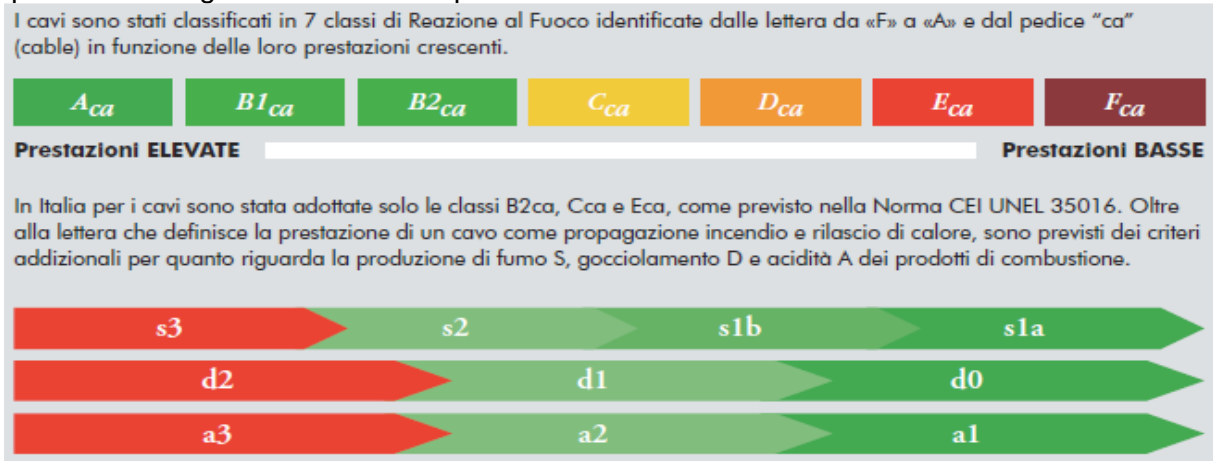 I cavi sono stati classificati in 7 classi di Reazione al Fuoco identificate dalle lettera da «F» a «A» e dal pedice “ca”
(cable) in funzione delle loro prestazioni crescenti.
Aca B1ca B2ca Cca Dca Eca Fca
Prestazioni ELEVATE Prestazioni BASSE
In Italia per i cavi sono stata adottate solo le classi B2ca, Cca e Eca, come previsto nella Norma CEI UNEL 35016. Oltre
alla lettera che definisce la prestazione di un cavo come propagazione incendio e rilascio di calore, sono previsti dei criteri
addizionali per quanto riguarda la produzione di fumo S, gocciolamento D e acidità A dei prodotti di combustione.
s3 s2 s1b s1a
d2 d1 d0
a3 a2 a1